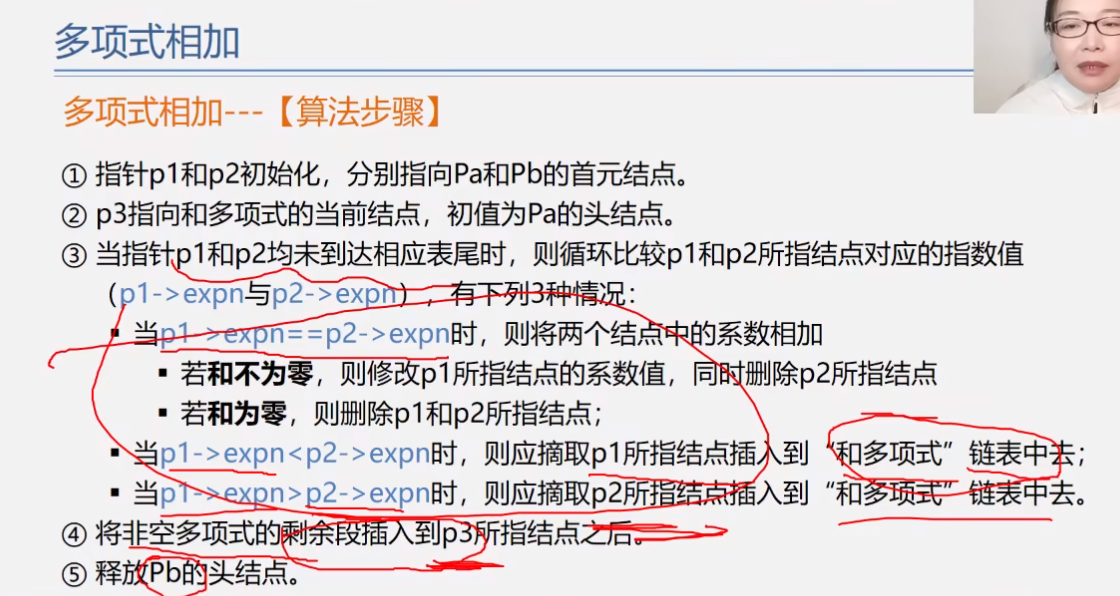 多项式相加
多项式相加---【算法步骤】
① 指针p1和p2初始化，分别指向Pa和Pb的首元结点。
② p3指向和多项式的当前结点，初值为Pa的头结点。
③ 当指针p1和p2均未到达相应表尾时，则循环比较p1和p2所指结点对应的指数值
（p1->expn与p2->expn），有下列3种情况：
▪ 当p1->expn==p2->expn时，则将两个结点中的系数相加
▪ 若和不为零，则修改p1所指结点的系数值，同时删除p2所指结点
▪ 若和为零，则删除p1和p2所指结点；
▪ 当p1->expn<p2->expn时，则应摘取p1所指结点插入到“和多项式”链表中去；
▪ 当p1->expn>p2->expn时，则应摘取p2所指结点插入到“和多项式”链表中去。
④ 将非空多项式的剩余段插入到p3所指结点之后。
⑤ 释放Pb的头结点。